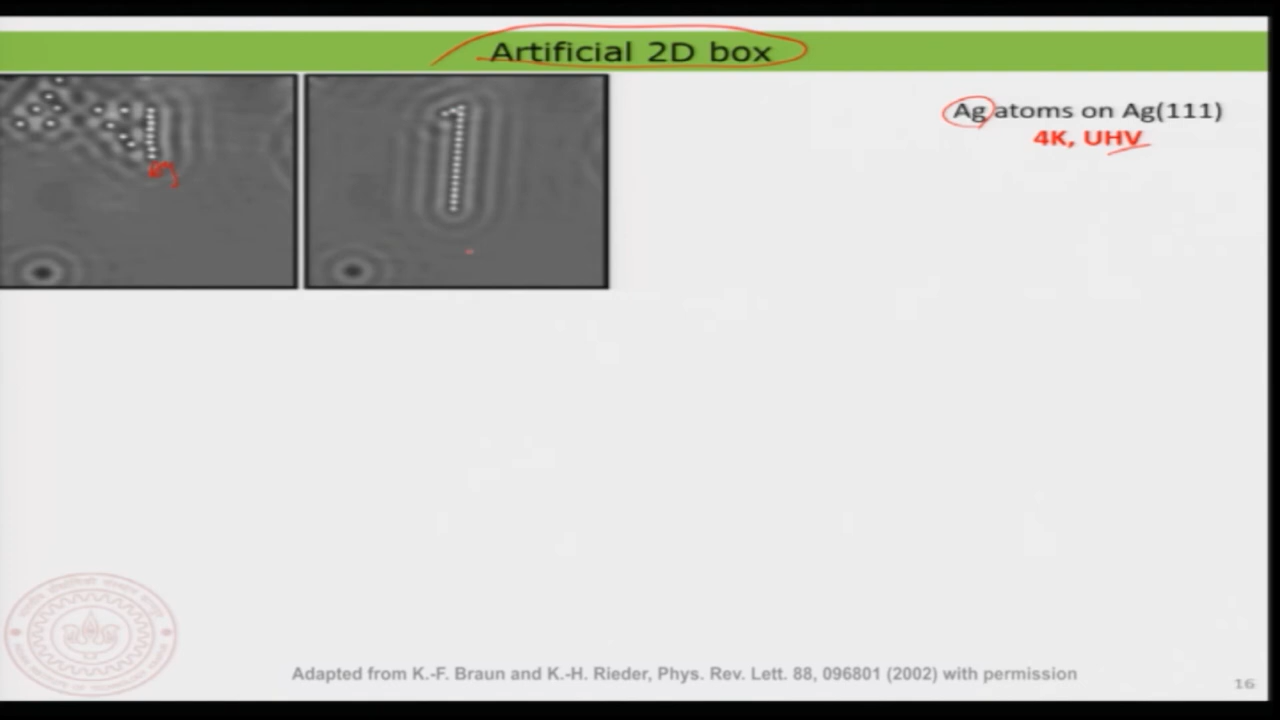 Artificial 2D box
Ag atoms on Ag(111)
4K, UHV
Adapted from K.-F. Braun and K.-H. Rieder, Phys. Rev. Lett. 88, 096801 (2002) with permission
16